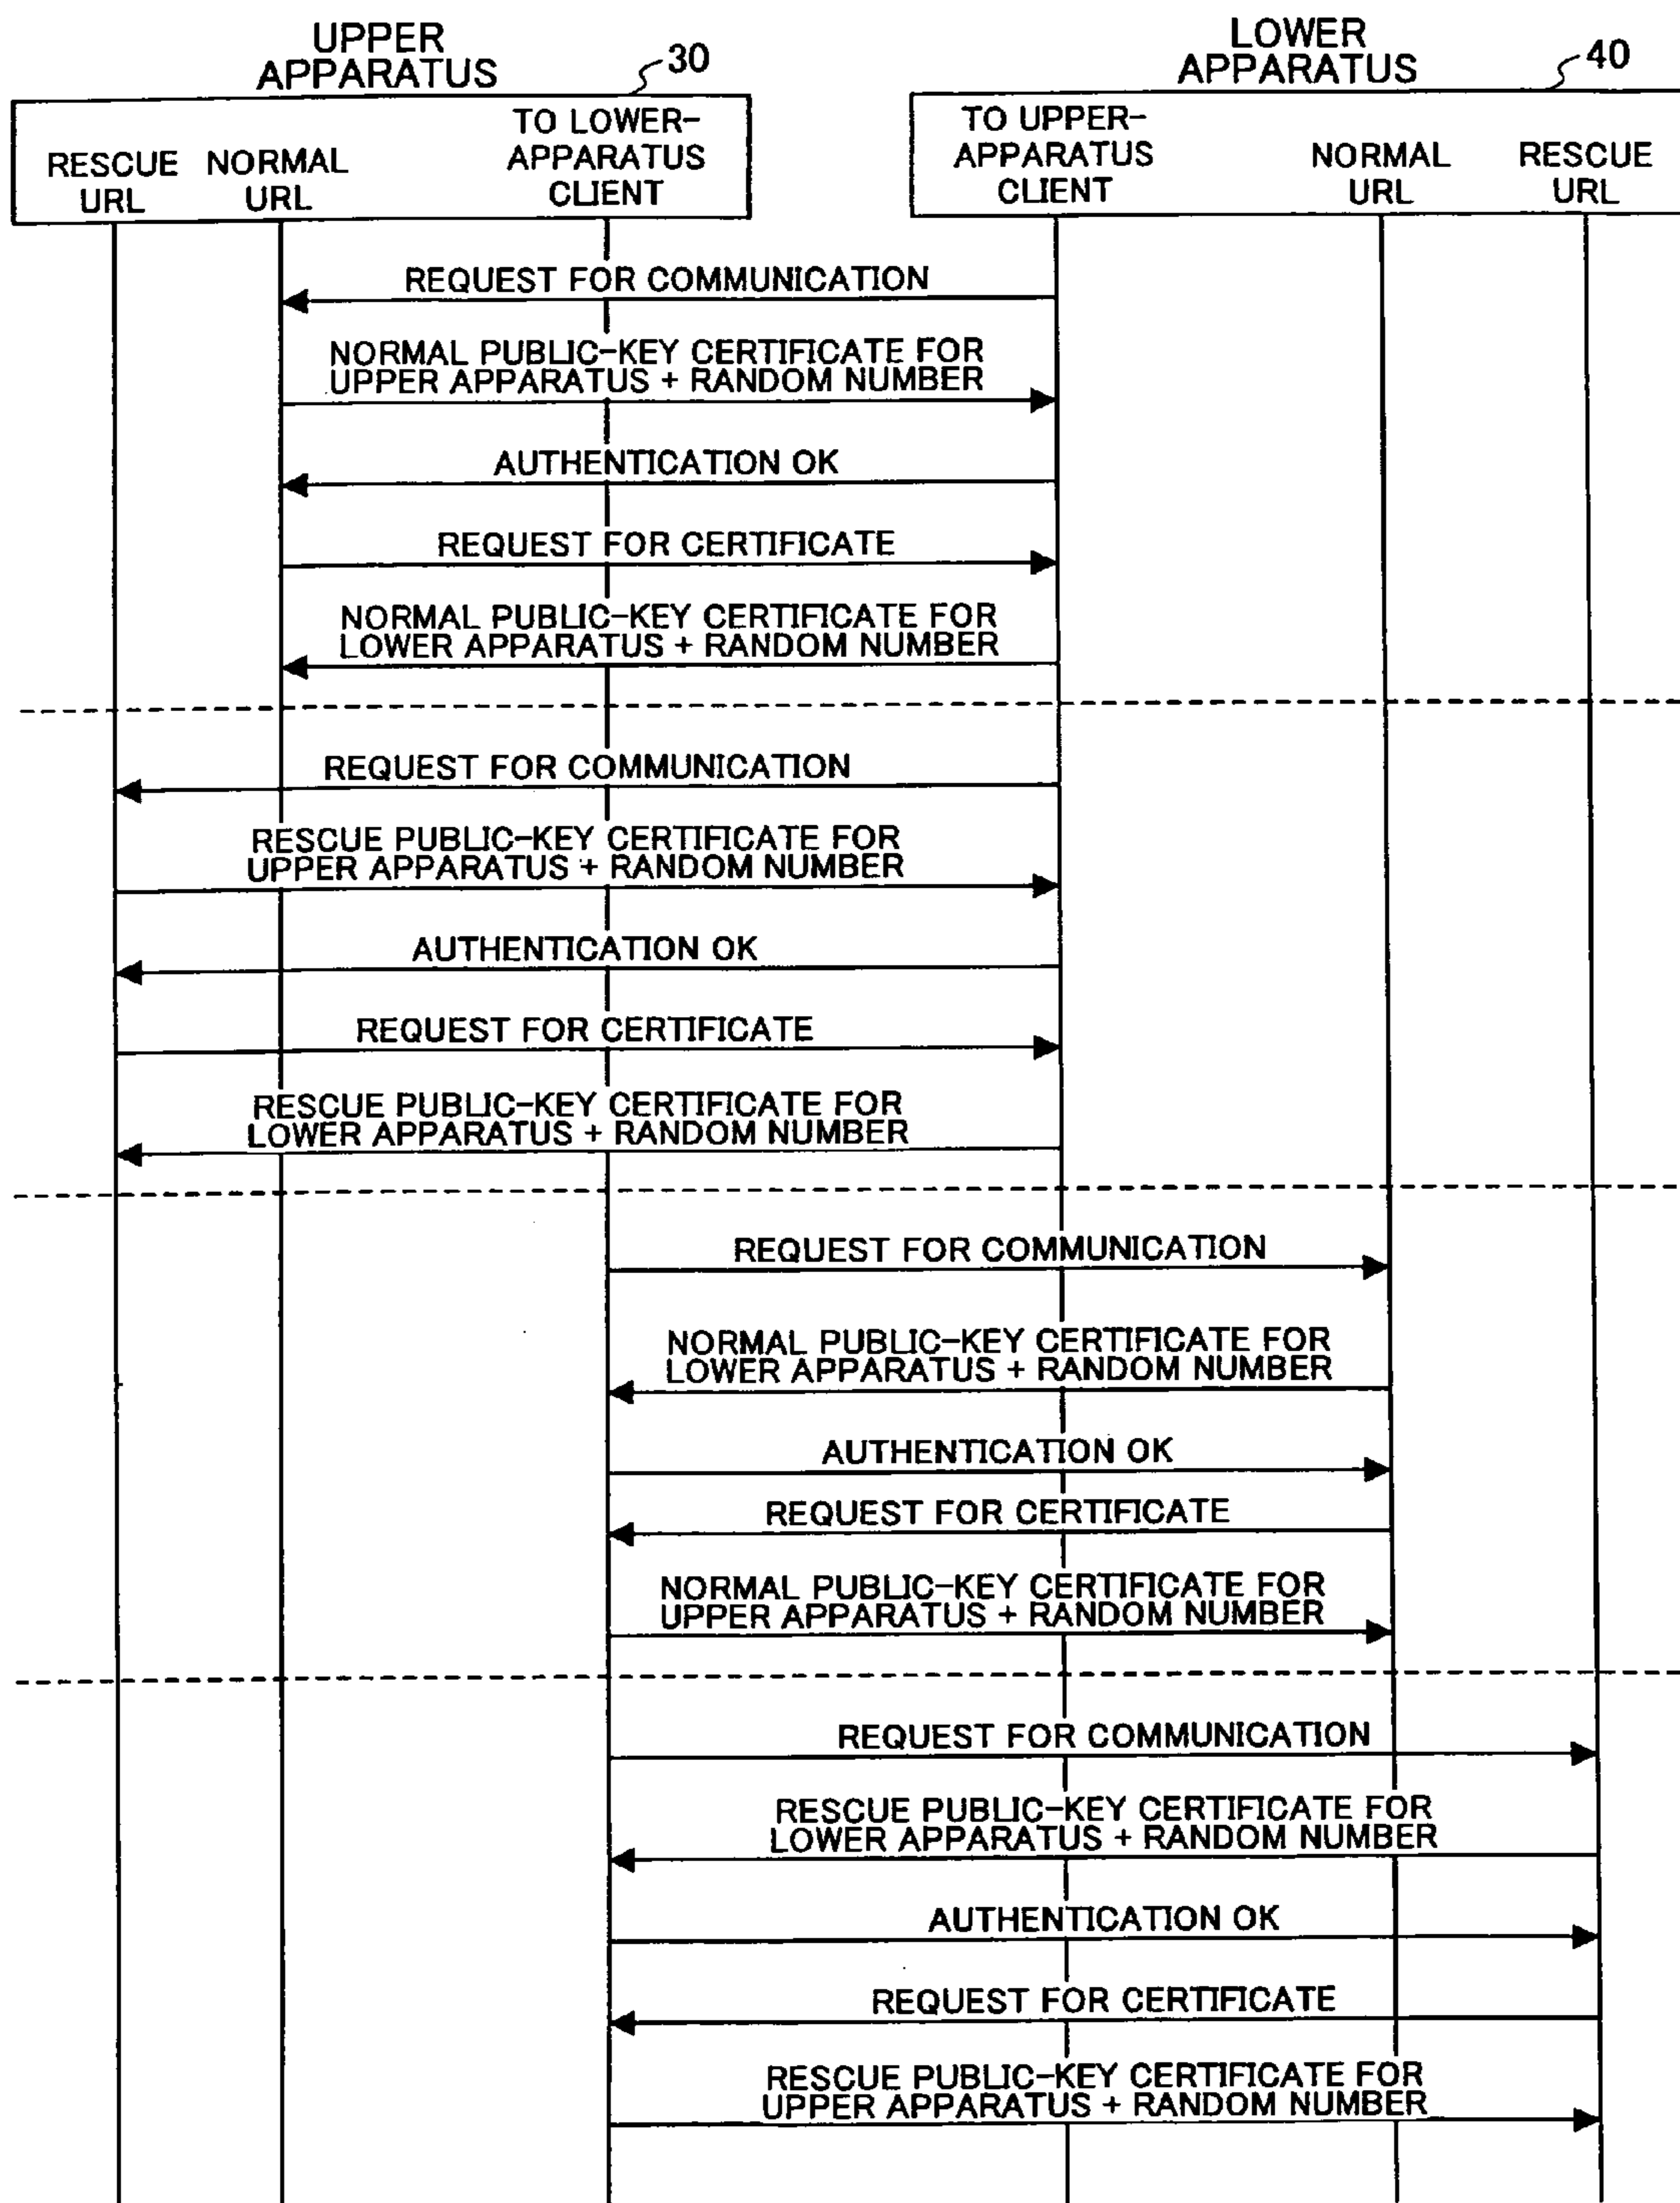 UPPER
APPARATUS
30
LOWER
APPARATUS
40
RESCUE
URL
NORMAL
URL
TO LOWER-
APPARATUS
CLIENT
TO UPPER-
APPARATUS
CLIENT
NORMAL
URL
RESCUE
URL
REQUEST FOR COMMUNICATION
NORMAL PUBLIC-KEY CERTIFICATE FOR
UPPER APPARATUS + RANDOM NUMBER
AUTHENTICATION OK
REQUEST FOR CERTIFICATE
NORMAL PUBLIC-KEY CERTIFICATE FOR
LOWER APPARATUS + RANDOM NUMBER
REQUEST FOR COMMUNICATION
RESCUE PUBLIC-KEY CERTIFICATE FOR
UPPER APPARATUS + RANDOM NUMBER
AUTHENTICATION OK
REQUEST FOR CERTIFICATE
RESCUE PUBLIC-KEY CERTIFICATE FOR
LOWER APPARATUS + RANDOM NUMBER
REQUEST FOR COMMUNICATION
NORMAL PUBLIC-KEY CERTIFICATE FOR
LOWER APPARATUS + RANDOM NUMBER
AUTHENTICATION OK
REQUEST FOR CERTIFICATE
NORMAL PUBLIC-KEY CERTIFICATE FOR
UPPER APPARATUS + RANDOM NUMBER
REQUEST FOR COMMUNICATION
RESCUE PUBLIC-KEY CERTIFICATE FOR
LOWER APPARATUS + RANDOM NUMBER
AUTHENTICATION OK
REQUEST FOR CERTIFICATE
RESCUE PUBLIC-KEY CERTIFICATE FOR
UPPER APPARATUS + RANDOM NUMBER